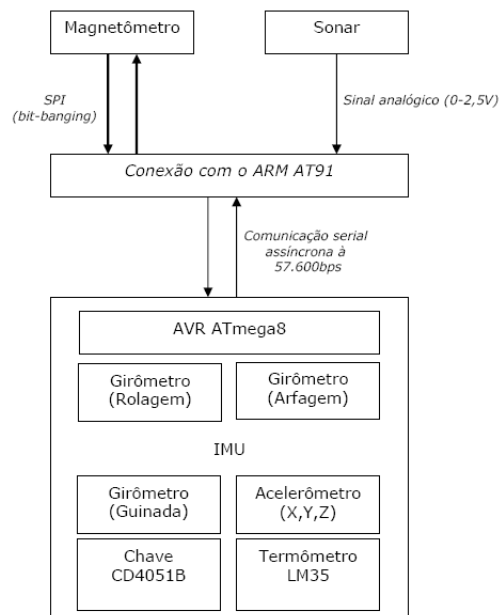 Magnetômetro
Sonar
SPI
(bit-banging)
Sinal analógico (0-2,5V)
Conexão com o ARM AT91
Comunicação serial
assíncrona à
57.600bps
AVR ATmega8
Girômetro
(Rolagem)
Girômetro
(Arfagem)
IMU
Girômetro
(Guinada)
Acelerômetro
(X,Y,Z)
Chave
CD4051B
Termômetro
LM35